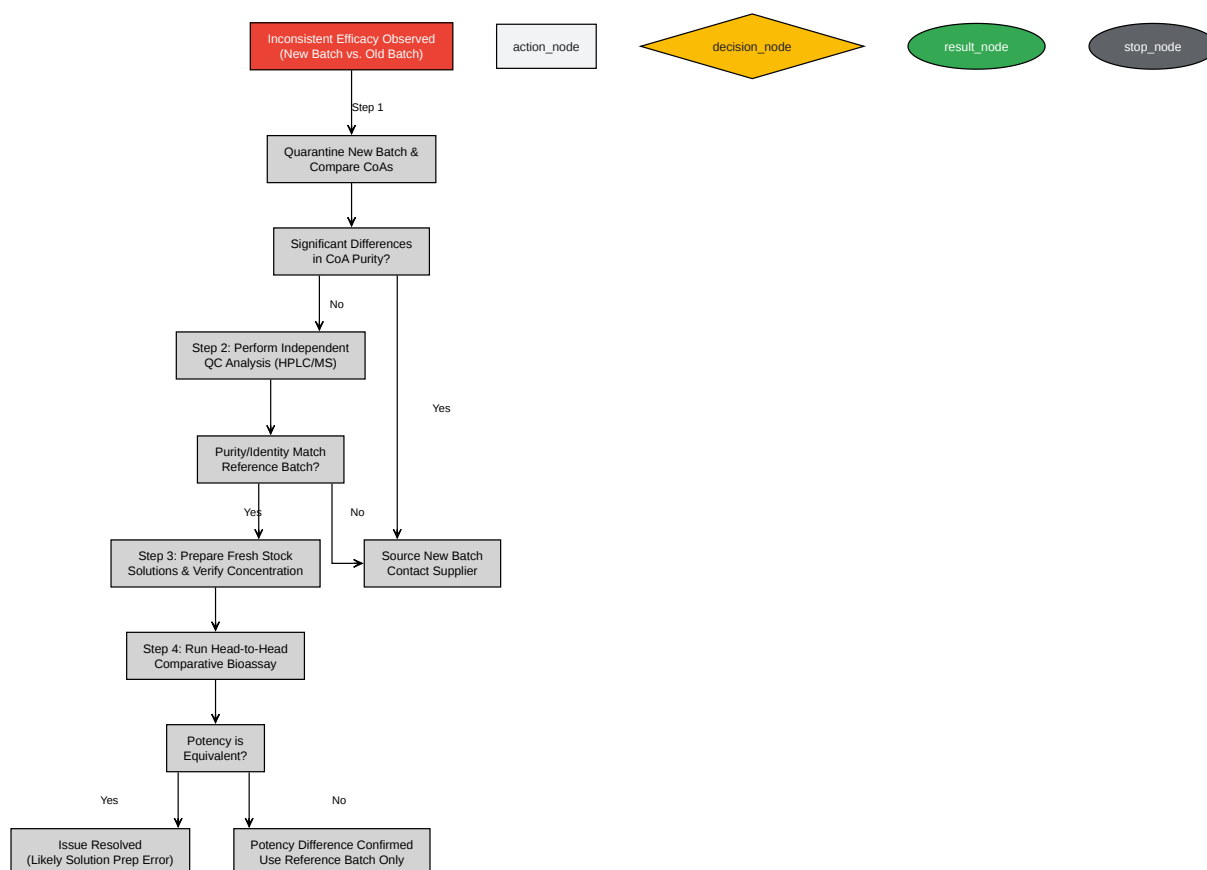 Inconsistent Efficacy Observed
(New Batch vs. Old Batch)
action_node
decision_node
result_node
stop_node
Step 1
Quarantine New Batch &
Compare CoAs
Significant Differences
in CoA Purity?
No
Step 2: Perform Independent
QC Analysis (HPLC/MS)
Yes
Purity/Identity Match
Reference Batch?
Yes
No
Step 3: Prepare Fresh Stock
Solutions & Verify Concentration
Source New Batch
Contact Supplier
Step 4: Run Head-to-Head
Comparative Bioassay
Potency is
Equivalent?
Yes
No
Issue Resolved
(Likely Solution Prep Error)
Potency Difference Confirmed
Use Reference Batch Only